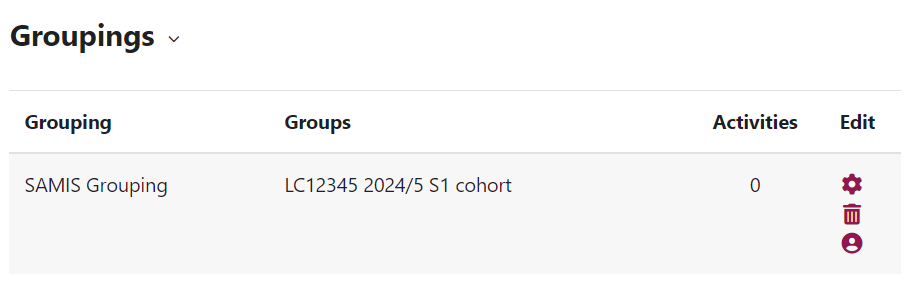 Groupings
Grouping Groups Activities Edit
SAMIS Grouping LC12345 2024/5 S1 cohort 0